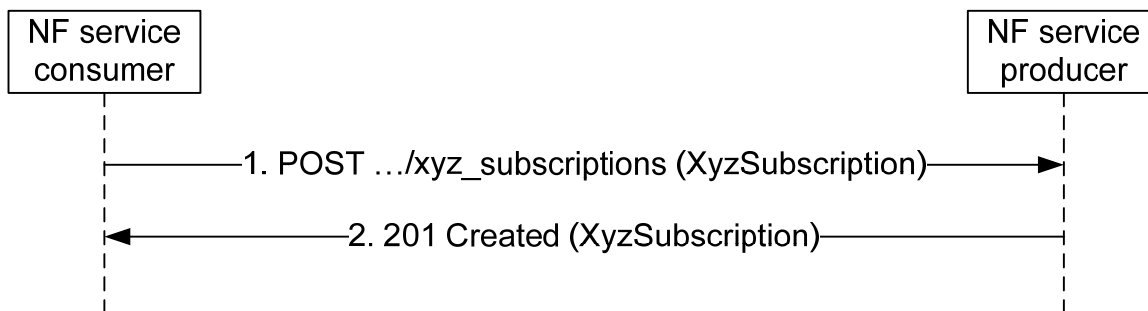 NF service
consumer
NF service
producer
1. POST …/xyz_subscriptions (XyzSubscription)
2. 201 Created (XyzSubscription)